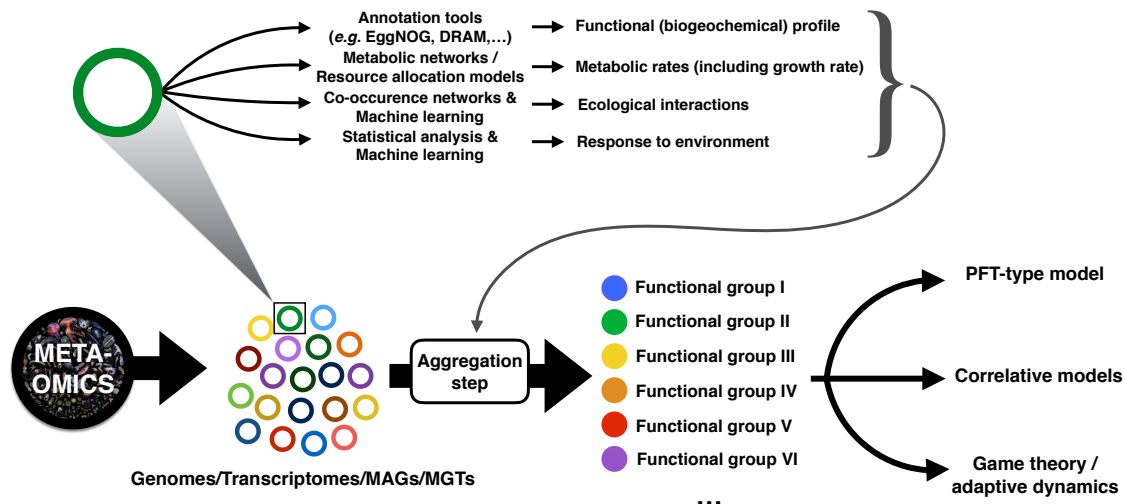 Annotation tools
(e.g. EggNOG, DRAM,...)
Functional (biogeochemical) profile
Metabolic networks /
Resource allocation models
Metabolic rates (including growth rate)
Co-occurence networks &
Machine learning
Ecological interactions
Statistical analysis &
Machine learning
Response to environment
META-
OMICS
Genomes/Transcriptomes/MAGs/MGTs
Aggregation
step
Functional group I
Functional group II
Functional group III
Functional group IV
Functional group V
Functional group VI
...
PFT-type model
Correlative models
Game theory /
adaptive dynamics